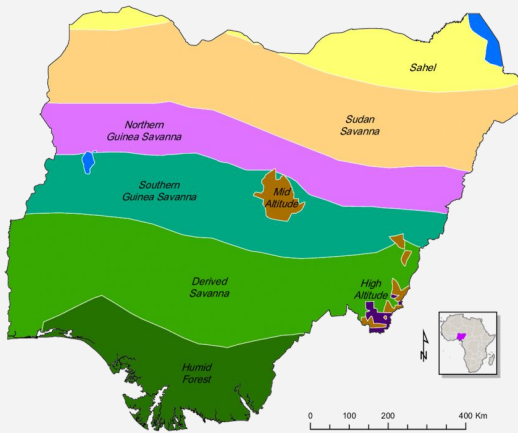 Sahel
Sudan
Savanna
Northern
Guinea Savanna
Southern
Guinea Savanna
Mid
Altitude
Derived
Savanna
High
Altitude
Humid
Forest
N
0 100 200 400 Km